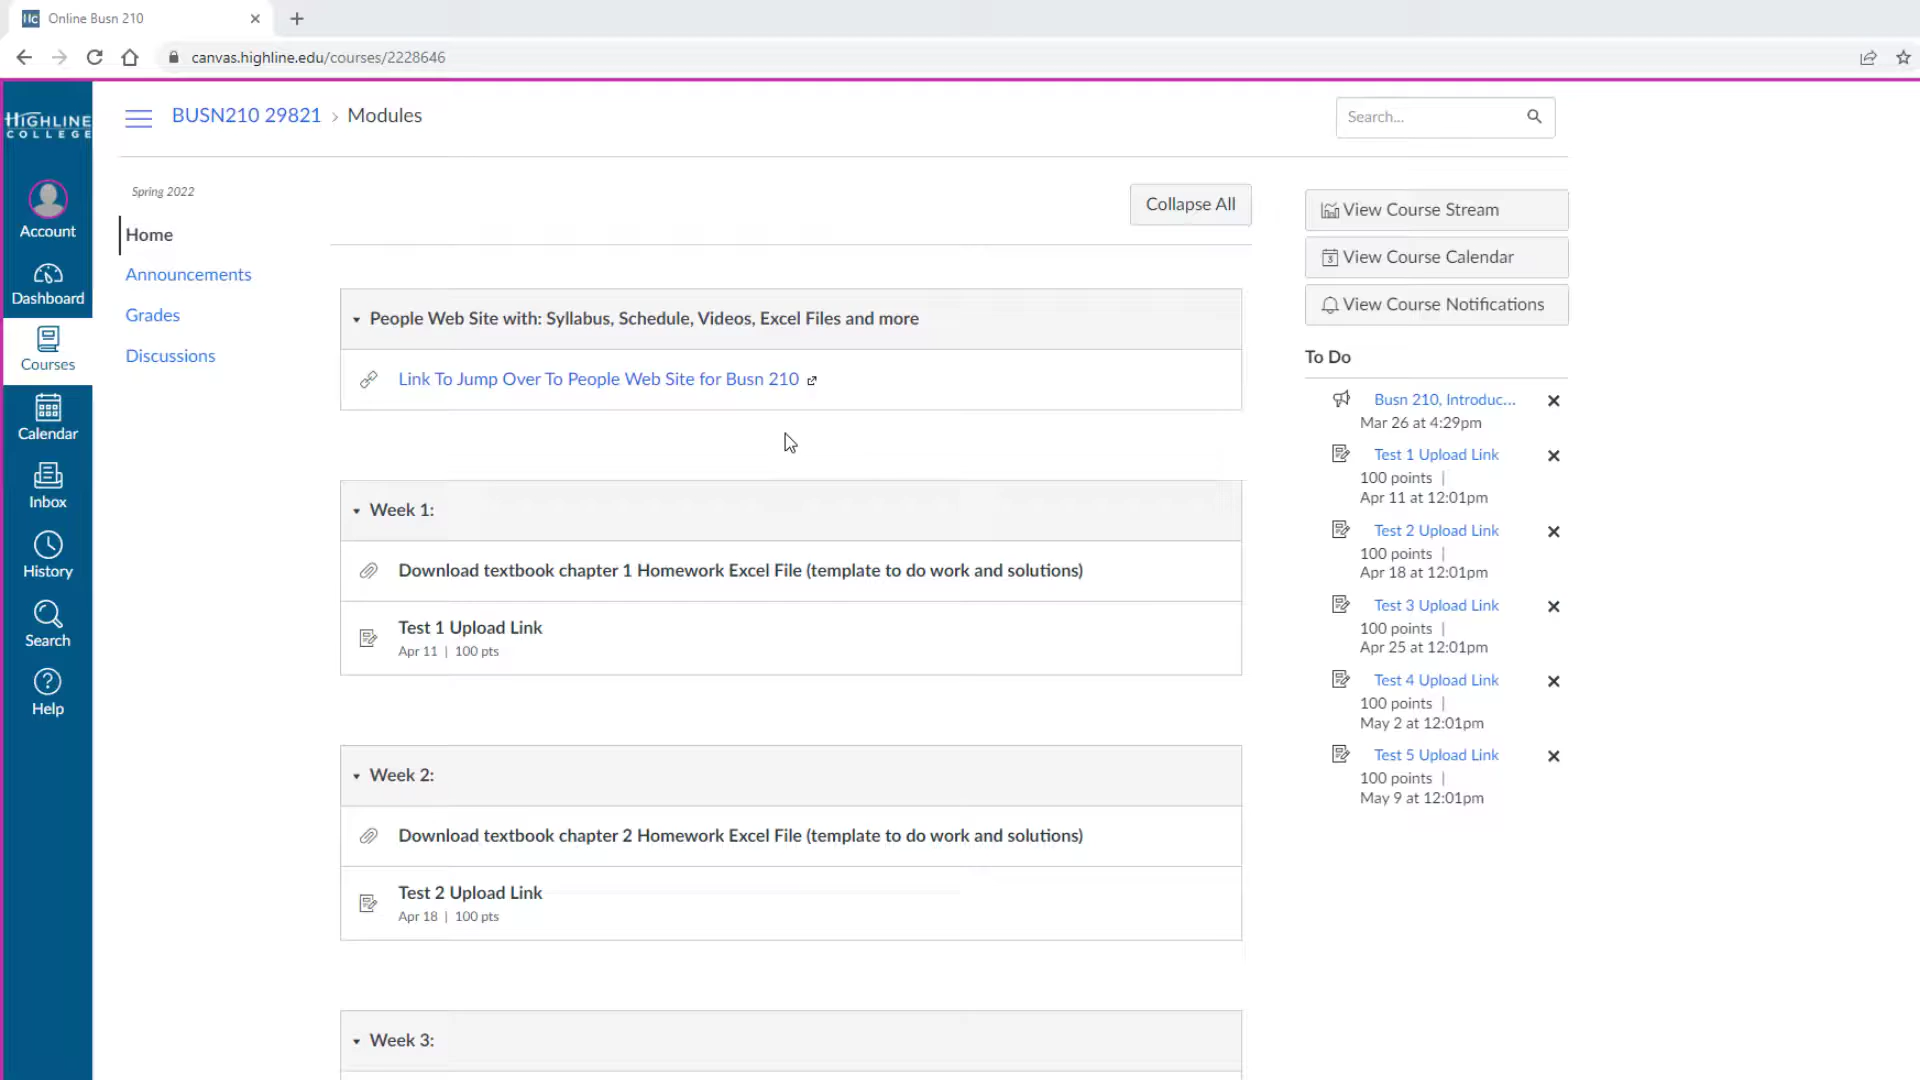 Hc Online Busn 210
canvas.highline.edu/courses/2228646
HIGHLINE
COLLEGE
Account
Dashboard
Courses
Calendar
Inbox
History
Search
Help
BUSN210 29821 › Modules
Search...
Spring 2022
Home
Announcements
Grades
Discussions
Collapse All
People Web Site with: Syllabus, Schedule, Videos, Excel Files and more
Link To Jump Over To People Web Site for Busn 210
Week 1:
Download textbook chapter 1 Homework Excel File (template to do work and solutions)
Test 1 Upload Link
Apr 11 | 100 pts
Week 2:
Download textbook chapter 2 Homework Excel File (template to do work and solutions)
Test 2 Upload Link
Apr 18 | 100 pts
Week 3:
View Course Stream
View Course Calendar
View Course Notifications
To Do
Busn 210, Introduc...
Mar 26 at 4:29pm
Test 1 Upload Link
100 points |
Apr 11 at 12:01pm
Test 2 Upload Link
100 points |
Apr 18 at 12:01pm
Test 3 Upload Link
100 points |
Apr 25 at 12:01pm
Test 4 Upload Link
100 points |
May 2 at 12:01pm
Test 5 Upload Link
100 points |
May 9 at 12:01pm